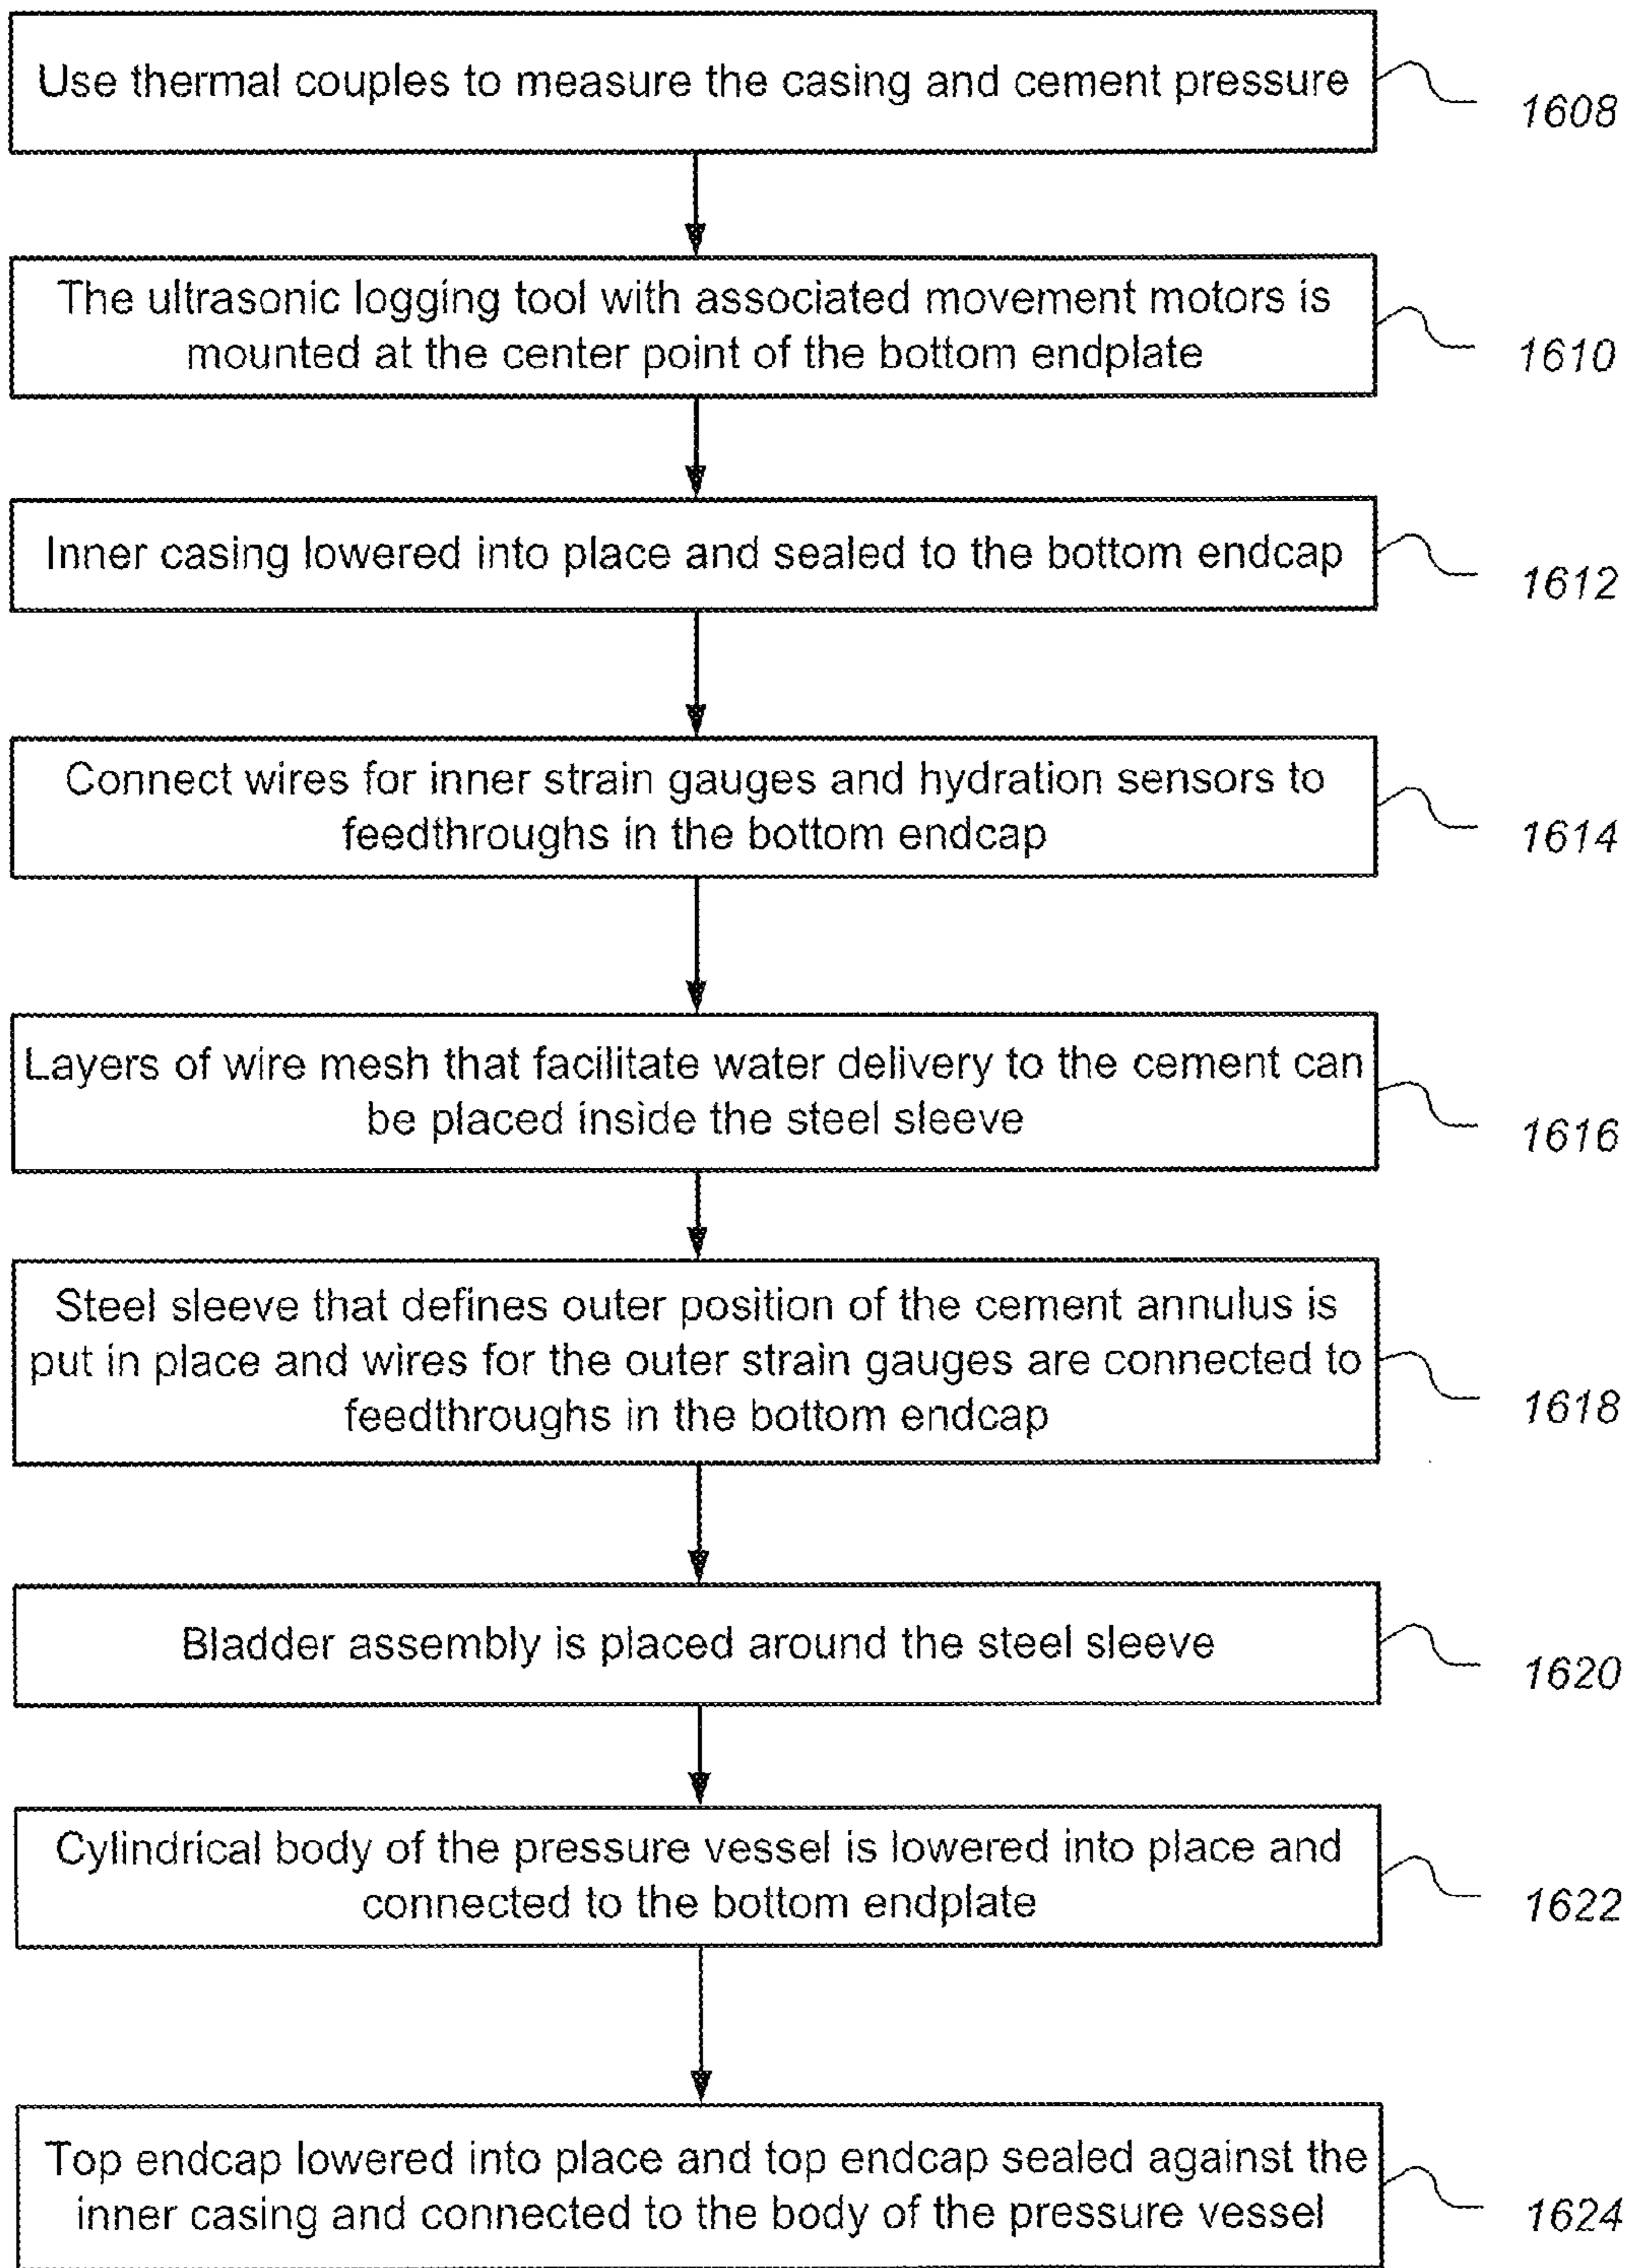 Use thermal couples to measure the casing and cement pressure
1608
The ultrasonic logging tool with associated movement motors is
mounted at the center point of the bottom endplate
1610
Inner casing lowered into place and sealed to the bottom endcap
1612
Connect wires for inner strain gauges and hydration sensors to
feedthroughs in the bottom endcap
1614
Layers of wire mesh that facilitate water delivery to the cement can
be placed inside the steel sleeve
1616
Steel sleeve that defines outer position of the cement annulus is
put in place and wires for the outer strain gauges are connected to
feedthroughs in the bottom endcap
1618
Bladder assembly is placed around the steel sleeve
1620
Cylindrical body of the pressure vessel is lowered into place and
connected to the bottom endplate
1622
Top endcap lowered into place and top endcap sealed against the
inner casing and connected to the body of the pressure vessel
1624